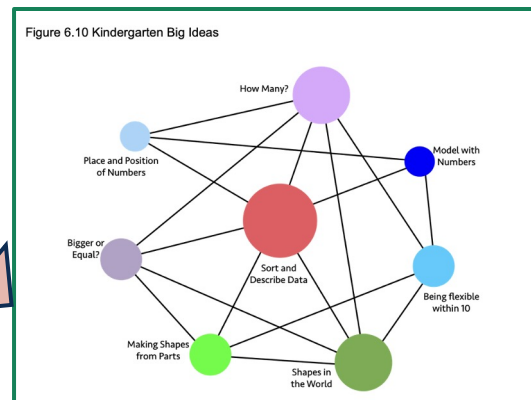 Figure 6.10 Kindergarten Big Ideas
How Many?
Place and Position
of Numbers
Model with
Numbers
Bigger or
Equal?
Sort and
Describe Data
Being flexible
within 10
Making Shapes
from Parts
Shapes in
the World